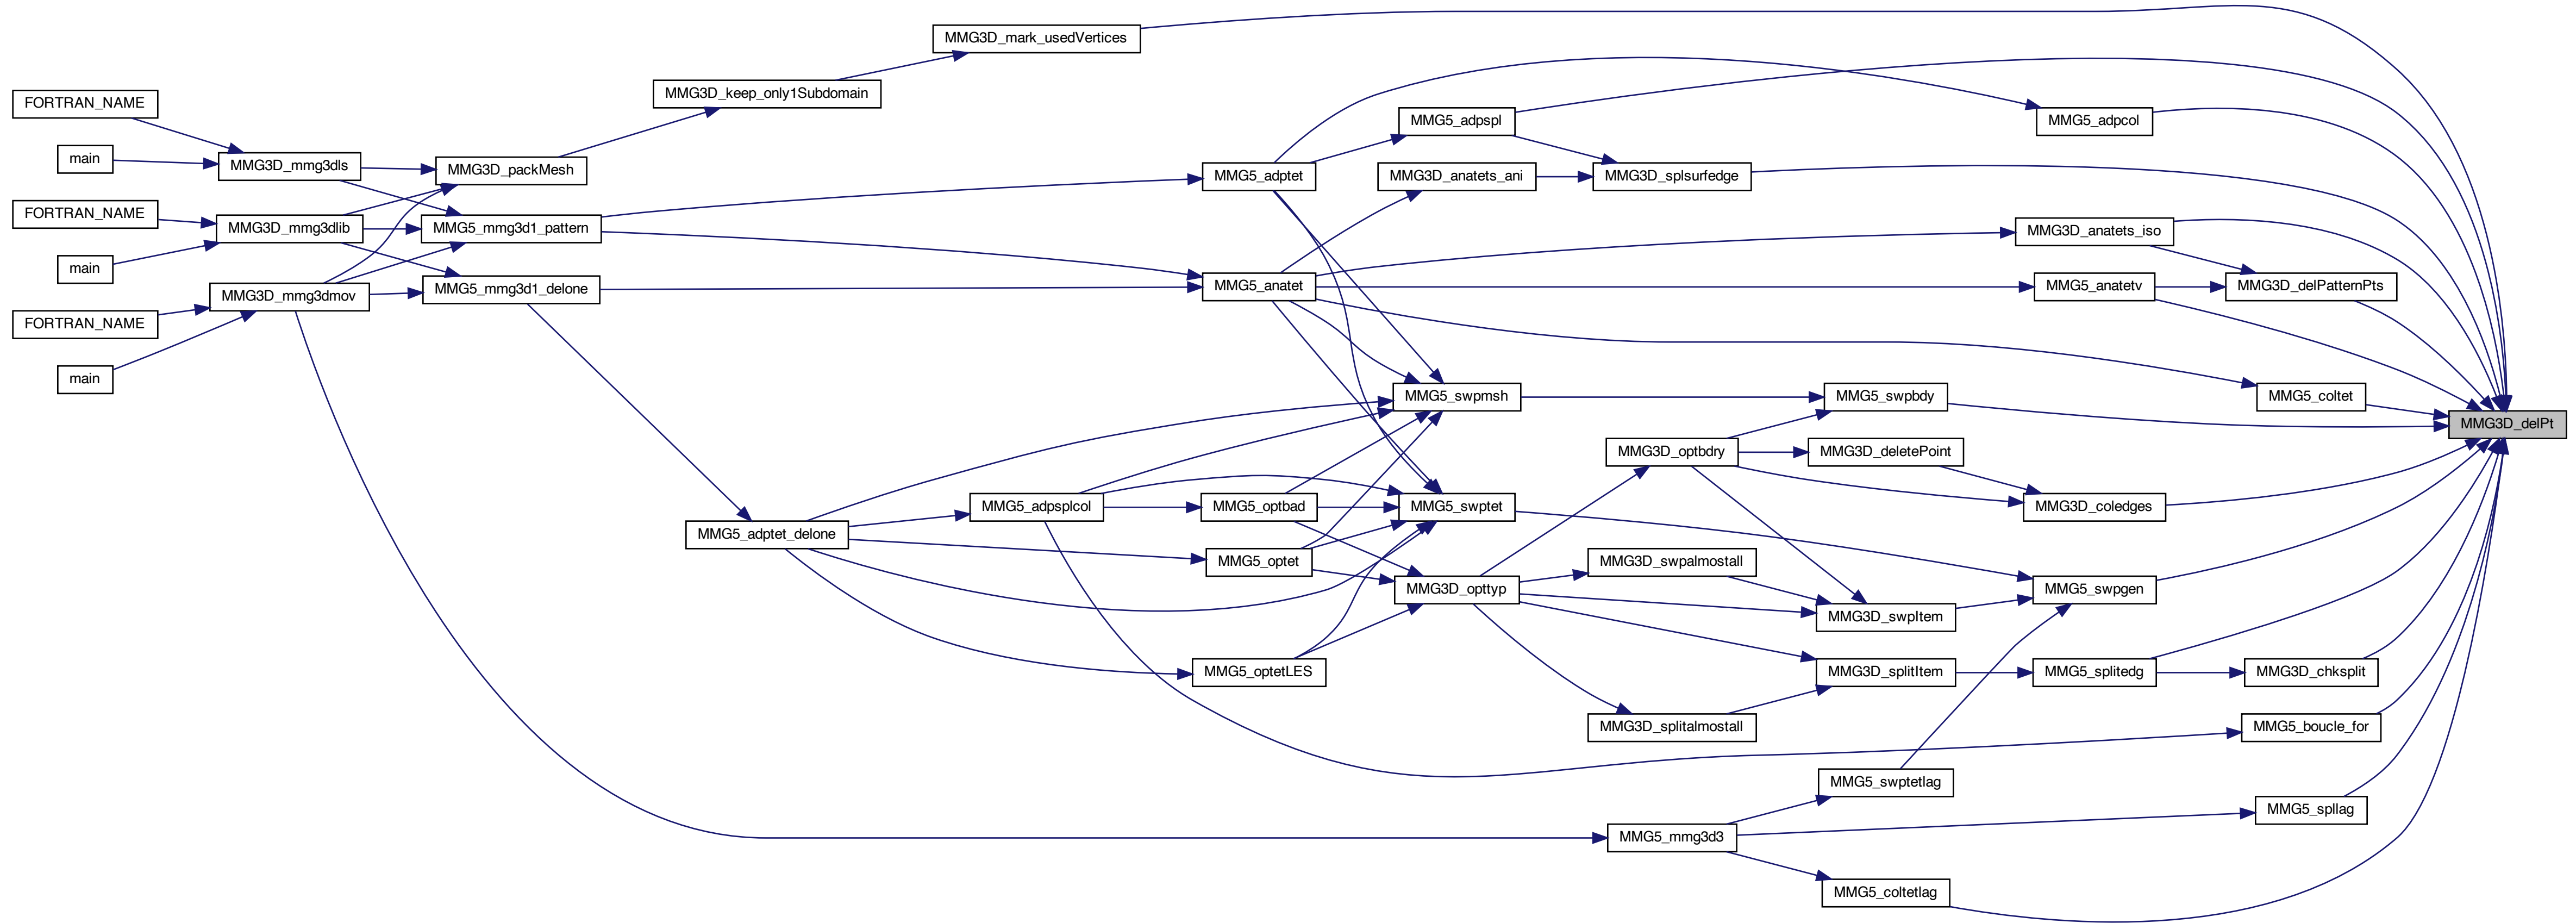 MMG3D_mark_usedVertices
MMG3D_keep_only1Subdomain
FORTRAN_NAME
MMG5_adpspl
MMG5_adpcol
main
MMG3D_mmg3dls
MMG3D_packMesh
MMG5_adptet
MMG3D_anatets_ani
MMG3D_splsurfedge
FORTRAN_NAME
MMG3D_mmg3dlib
MMG5_mmg3d1_pattern
MMG3D_anatets_iso
main
MMG3D_mmg3dmov
MMG5_mmg3d1_delone
MMG5_anatet
MMG5_anatetv
MMG3D_delPatternPts
FORTRAN_NAME
main
MMG5_swpmsh
MMG5_swpbdy
MMG5_coltet
MMG3D_delPt
MMG3D_optbdry
MMG3D_deletePoint
MMG5_adpsplcol
MMG5_optbad
MMG5_swptet
MMG3D_coledges
MMG5_adptet_delone
MMG5_optet
MMG3D_swpalmostall
MMG3D_opttyp
MMG5_swpgen
MMG3D_swpItem
MMG5_optetLES
MMG3D_splitItem
MMG5_splitedg
MMG3D_chksplit
MMG3D_splitalmostall
MMG5_boucle_for
MMG5_swptetlag
MMG5_spllag
MMG5_mmg3d3
MMG5_coltetlag